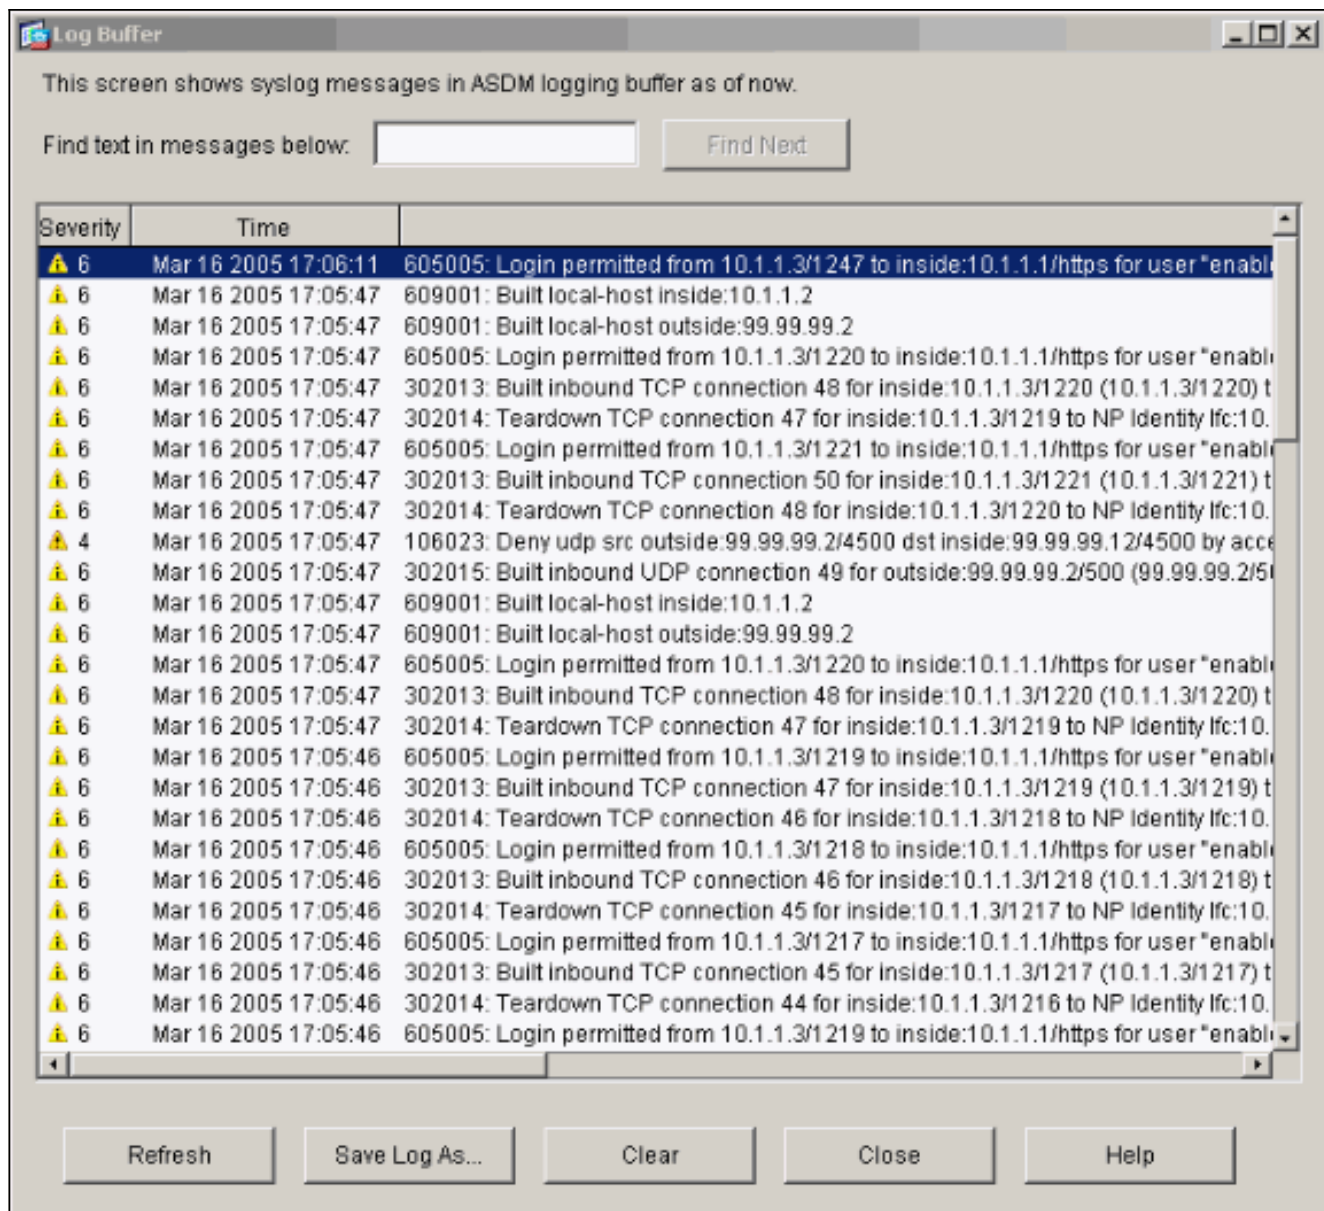 Log Buffer
This screen shows syslog messages in ASDM logging buffer as of now.
Find text in messages below: Find Next
Severity Time
6 Mar 16 2005 17:06:11 605005: Login permitted from 10.1.1.3/1247 to inside:10.1.1.1/https for user "enabl
6 Mar 16 2005 17:05:47 609001: Built local-host inside:10.1.1.2
6 Mar 16 2005 17:05:47 609001: Built local-host outside:99.99.99.2
6 Mar 16 2005 17:05:47 605005: Login permitted from 10.1.1.3/1220 to inside:10.1.1.1/https for user "enabl
6 Mar 16 2005 17:05:47 302013: Built inbound TCP connection 48 for inside:10.1.1.3/1220 (10.1.1.3/1220) t
6 Mar 16 2005 17:05:47 302014: Teardown TCP connection 47 for inside:10.1.1.3/1219 to NP Identity Ifc:10.
6 Mar 16 2005 17:05:47 605005: Login permitted from 10.1.1.3/1221 to inside:10.1.1.1/https for user "enabl
6 Mar 16 2005 17:05:47 302013: Built inbound TCP connection 50 for inside:10.1.1.3/1221 (10.1.1.3/1221) t
6 Mar 16 2005 17:05:47 302014: Teardown TCP connection 48 for inside:10.1.1.3/1220 to NP Identity Ifc:10.
4 Mar 16 2005 17:05:47 106023: Deny udp src outside:99.99.99.2/4500 dst inside:99.99.99.12/4500 by acce
6 Mar 16 2005 17:05:47 302015: Built inbound UDP connection 49 for outside:99.99.99.2/500 (99.99.99.2/50
6 Mar 16 2005 17:05:47 609001: Built local-host inside:10.1.1.2
6 Mar 16 2005 17:05:47 609001: Built local-host outside:99.99.99.2
6 Mar 16 2005 17:05:47 605005: Login permitted from 10.1.1.3/1220 to inside:10.1.1.1/https for user "enabl
6 Mar 16 2005 17:05:47 302013: Built inbound TCP connection 48 for inside:10.1.1.3/1220 (10.1.1.3/1220) t
6 Mar 16 2005 17:05:47 302014: Teardown TCP connection 47 for inside:10.1.1.3/1219 to NP Identity Ifc:10.
6 Mar 16 2005 17:05:46 605005: Login permitted from 10.1.1.3/1219 to inside:10.1.1.1/https for user "enabl
6 Mar 16 2005 17:05:46 302013: Built inbound TCP connection 47 for inside:10.1.1.3/1219 (10.1.1.3/1219) t
6 Mar 16 2005 17:05:46 302014: Teardown TCP connection 46 for inside:10.1.1.3/1218 to NP Identity Ifc:10.
6 Mar 16 2005 17:05:46 605005: Login permitted from 10.1.1.3/1218 to inside:10.1.1.1/https for user "enabl
6 Mar 16 2005 17:05:46 302013: Built inbound TCP connection 46 for inside:10.1.1.3/1218 (10.1.1.3/1218) t
6 Mar 16 2005 17:05:46 302014: Teardown TCP connection 45 for inside:10.1.1.3/1217 to NP Identity Ifc:10.
6 Mar 16 2005 17:05:46 605005: Login permitted from 10.1.1.3/1217 to inside:10.1.1.1/https for user "enabl
6 Mar 16 2005 17:05:46 302013: Built inbound TCP connection 45 for inside:10.1.1.3/1217 (10.1.1.3/1217) t
6 Mar 16 2005 17:05:46 302014: Teardown TCP connection 44 for inside:10.1.1.3/1216 to NP Identity Ifc:10.
6 Mar 16 2005 17:05:46 605005: Login permitted from 10.1.1.3/1219 to inside:10.1.1.1/https for user "enabl
Refresh Save Log As... Clear Close Help